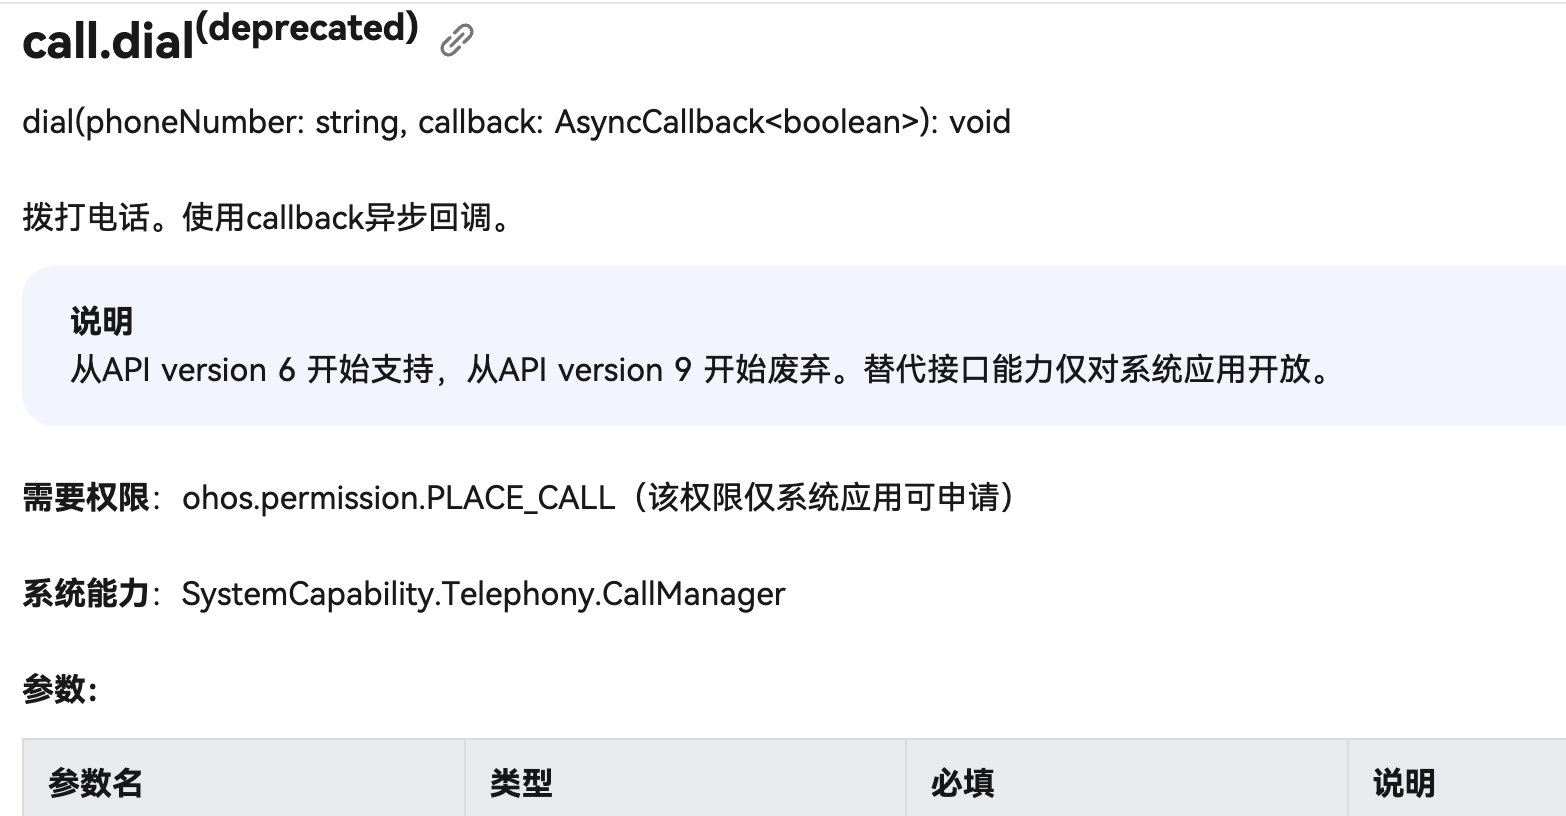 call.dial(deprecated)
dial(phoneNumber: string, callback: AsyncCallback<boolean>): void
拨打电话。使用callback异步回调。
说明
从API version 6 开始支持，从API version 9 开始废弃。替代接口能力仅对系统应用开放。
需要权限：ohos.permission.PLACE_CALL（该权限仅系统应用可申请）
系统能力：SystemCapability.Telephony.CallManager
参数：
参数名 类型 必填 说明